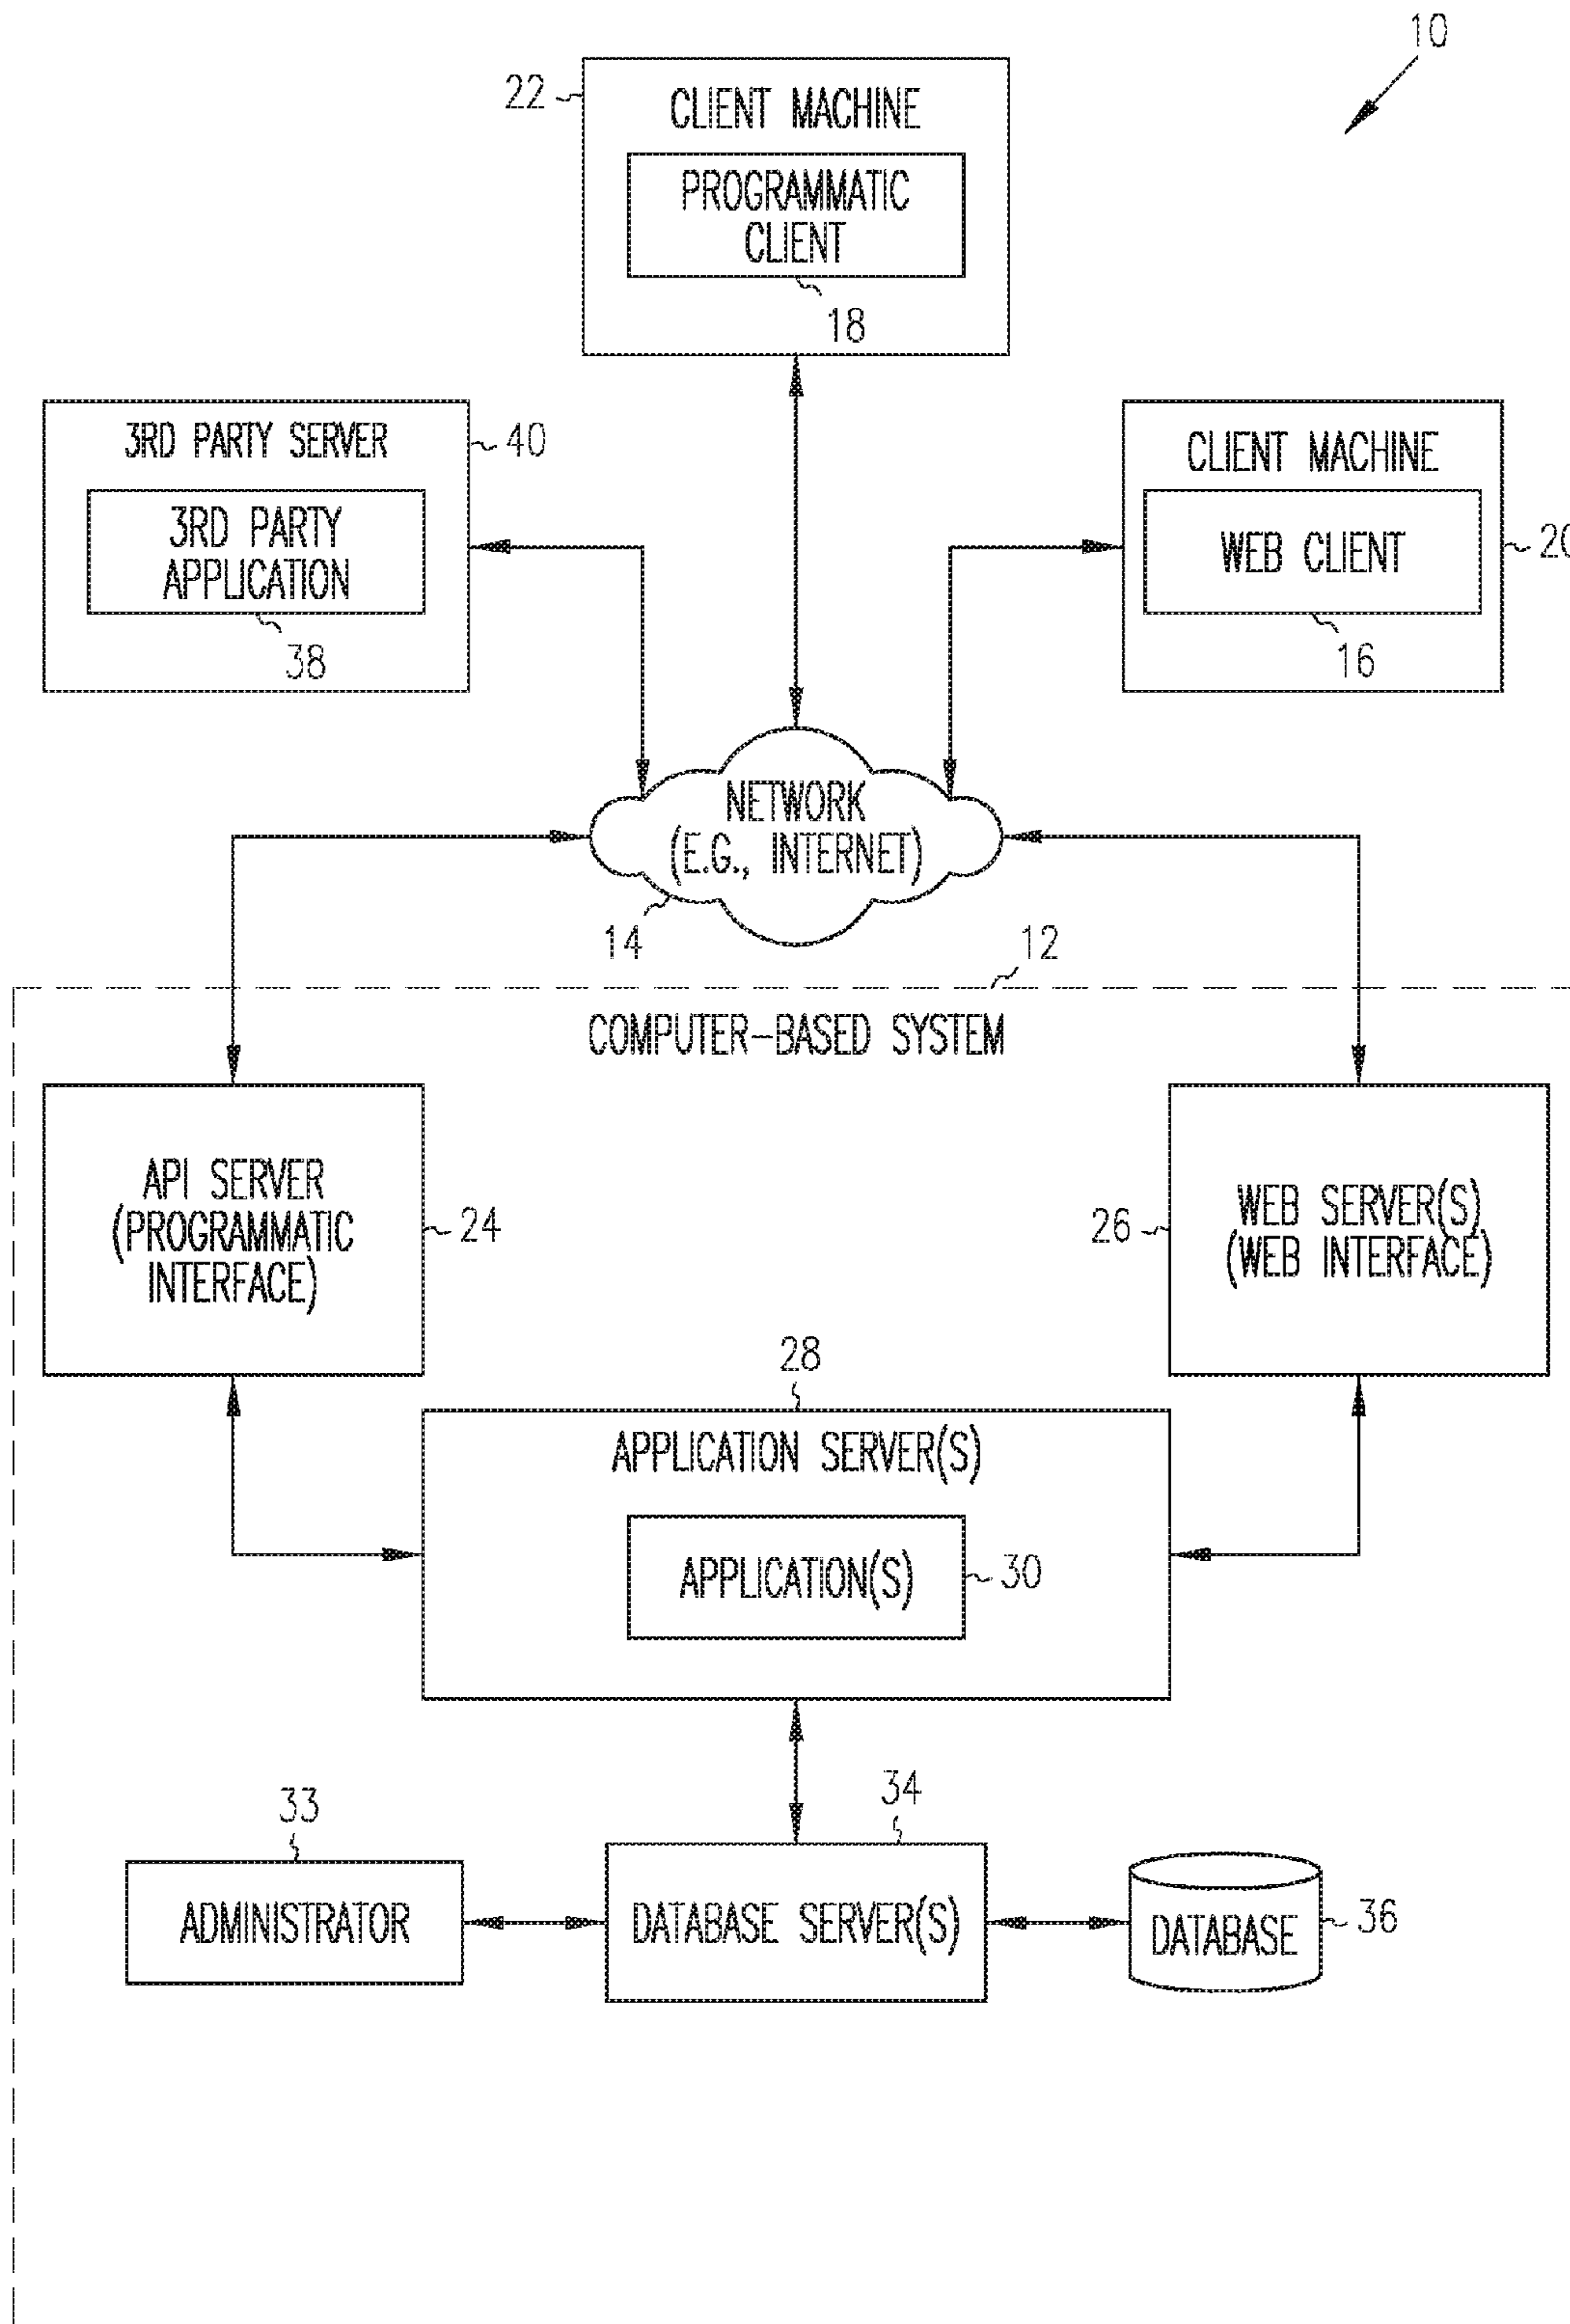 10
22
CLIENT MACHINE
PROGRAMMATIC
CLIENT
18
3RD PARTY SERVER
40
3RD PARTY
APPLICATION
38
CLIENT MACHINE
WEB CLIENT
20
16
NETWORK
(E.G., INTERNET)
14
12
COMPUTER-BASED SYSTEM
API SERVER
(PROGRAMMATIC
INTERFACE)
24
26
WEB SERVER(S)
(WEB INTERFACE)
28
APPLICATION SERVER(S)
APPLICATION(S)
30
33
ADMINISTRATOR
34
DATABASE SERVER(S)
DATABASE
36